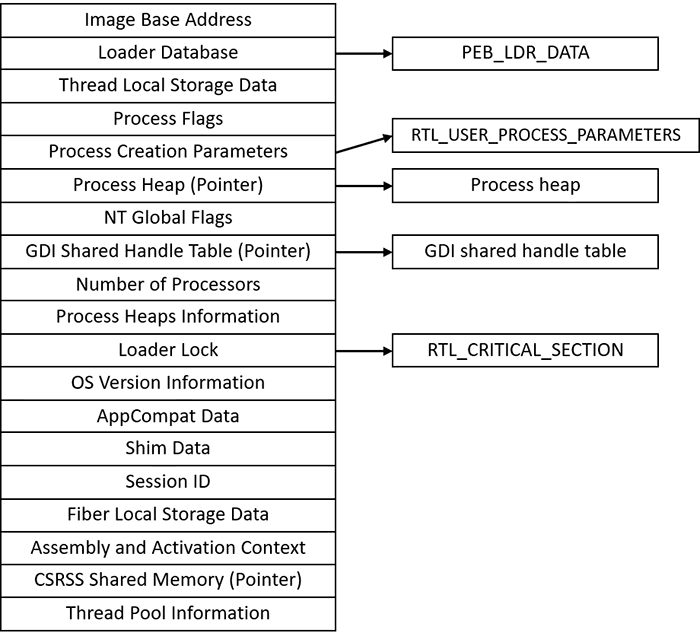 Image Base Address
Loader Database
PEB_LDR_DATA
Thread Local Storage Data
Process Flags
Process Creation Parameters
RTL_USER_PROCESS_PARAMETERS
Process Heap (Pointer)
Process heap
NT Global Flags
GDI Shared Handle Table (Pointer)
GDI shared handle table
Number of Processors
Process Heaps Information
Loader Lock
RTL_CRITICAL_SECTION
OS Version Information
AppCompat Data
Shim Data
Session ID
Fiber Local Storage Data
Assembly and Activation Context
CSRSS Shared Memory (Pointer)
Thread Pool Information